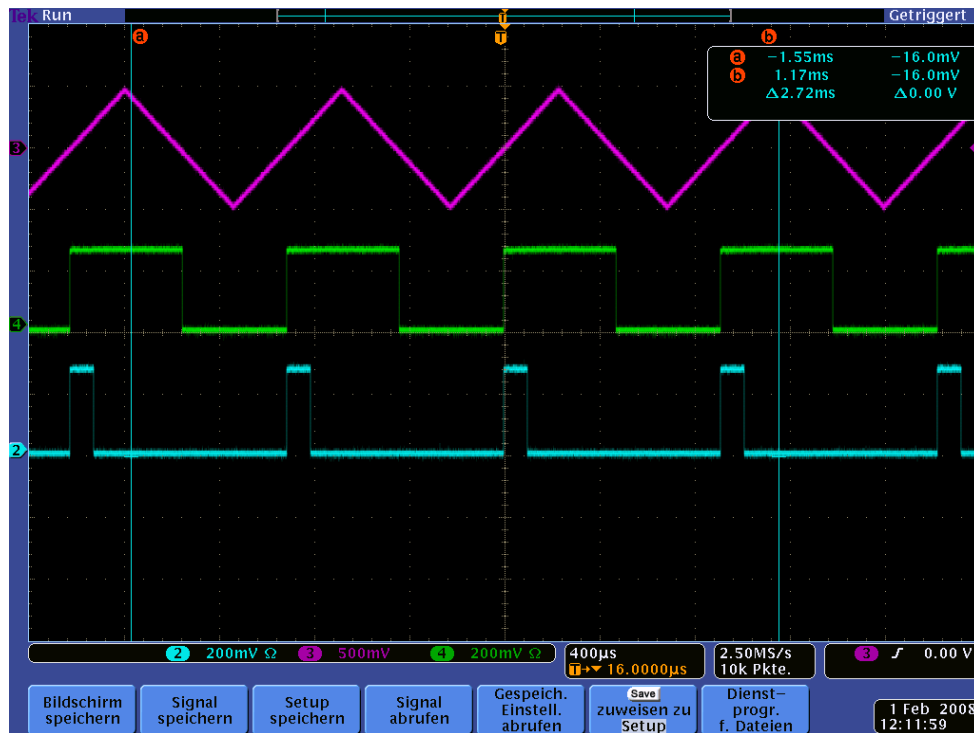 Tek Run Getriggert
T
a b
T
a −1.55ms −16.0mV
b 1.17ms −16.0mV
Δ2.72ms Δ0.00 V
3
4
2
2 200mV Ω 3 500mV 4 200mV Ω
400µs
T→▾ 16.0000µs
2.50MS/s
10k Pkte.
3 0.00 V
Bildschirm
speichern
Signal
speichern
Setup
speichern
Signal
abrufen
Gespeich.
Einstell.
abrufen
Save
zuweisen zu
Setup
Dienst−
progr.
f. Dateien
1 Feb 2008
12:11:59